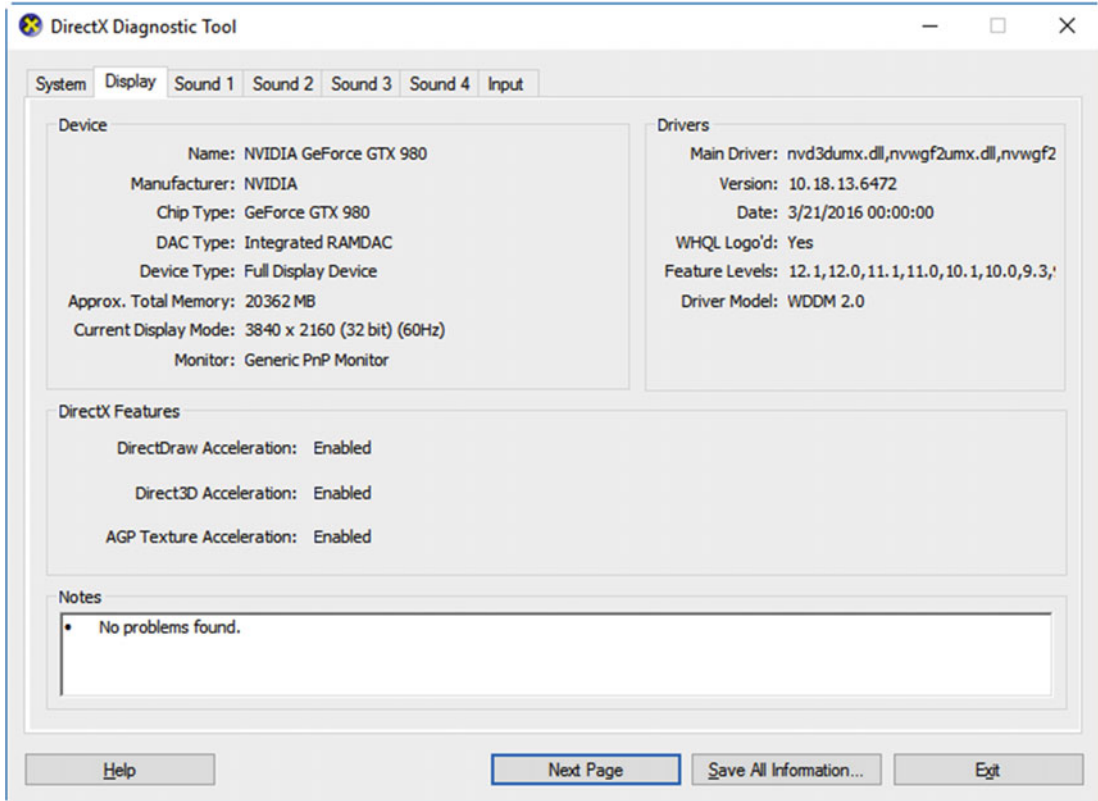 DirectX Diagnostic Tool
System Display Sound 1 Sound 2 Sound 3 Sound 4 Input
Device
Name: NVIDIA GeForce GTX 980
Manufacturer: NVIDIA
Chip Type: GeForce GTX 980
DAC Type: Integrated RAMDAC
Device Type: Full Display Device
Approx. Total Memory: 20362 MB
Current Display Mode: 3840 x 2160 (32 bit) (60Hz)
Monitor: Generic PnP Monitor
Drivers
Main Driver: nvd3dumx.dll,nvwgf2umx.dll,nvwgf2
Version: 10.18.13.6472
Date: 3/21/2016 00:00:00
WHQL Logo'd: Yes
Feature Levels: 12.1,12.0,11.1,11.0,10.1,10.0,9.3,
Driver Model: WDDM 2.0
DirectX Features
DirectDraw Acceleration: Enabled
Direct3D Acceleration: Enabled
AGP Texture Acceleration: Enabled
Notes
• No problems found.
Help Next Page Save All Information... Exit